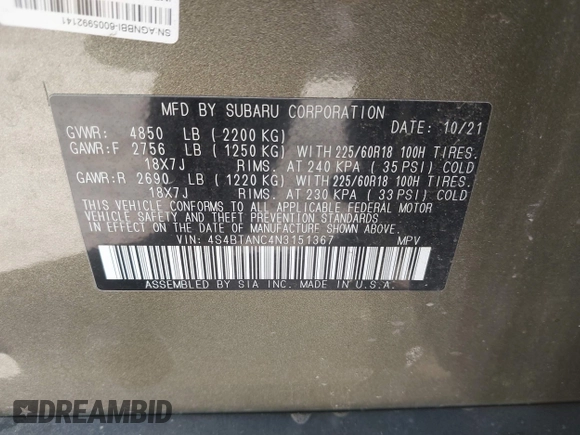 SN:AGNBBI-6005992141
MFD BY SUBARU CORPORATION
GVWR: 4850 LB (2200 KG) DATE: 10/21
GAWR:F 2756 LB (1250 KG) WITH 225/60R18 100H TIRES.
18X7J RIMS. AT 240 KPA (35 PSI) COLD
GAWR:R 2690 LB (1220 KG) WITH 225/60R18 100H TIRES.
18X7J RIMS. AT 230 KPA (33 PSI) COLD
THIS VEHICLE CONFORMS TO ALL APPLICABLE FEDERAL MOTOR
VEHICLE SAFETY AND THEFT PREVENTION STANDARDS
IN EFFECT ON THE DATE OF MANUFACTURE SHOWN ABOVE.
VIN: 4S4BTANC4N3151367 MPV
ASSEMBLED BY SIA INC. MADE IN U.S.A.
DREAMBID